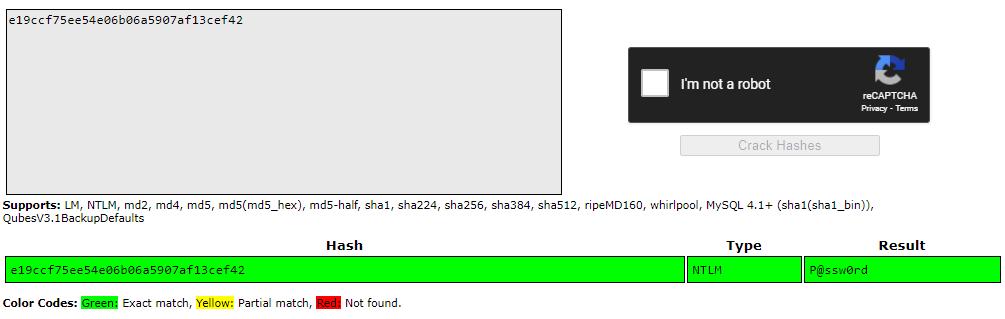 e19ccf75ee54e06b06a5907af13cef42
I'm not a robot
reCAPTCHA
Privacy - Terms
Crack Hashes
Supports: LM, NTLM, md2, md4, md5, md5(md5_hex), md5-half, sha1, sha224, sha256, sha384, sha512, ripeMD160, whirlpool, MySQL 4.1+ (sha1(sha1_bin)),
QubesV3.1BackupDefaults
Hash Type Result
e19ccf75ee54e06b06a5907af13cef42 NTLM P@ssw0rd
Color Codes: Green: Exact match, Yellow: Partial match, Red: Not found.